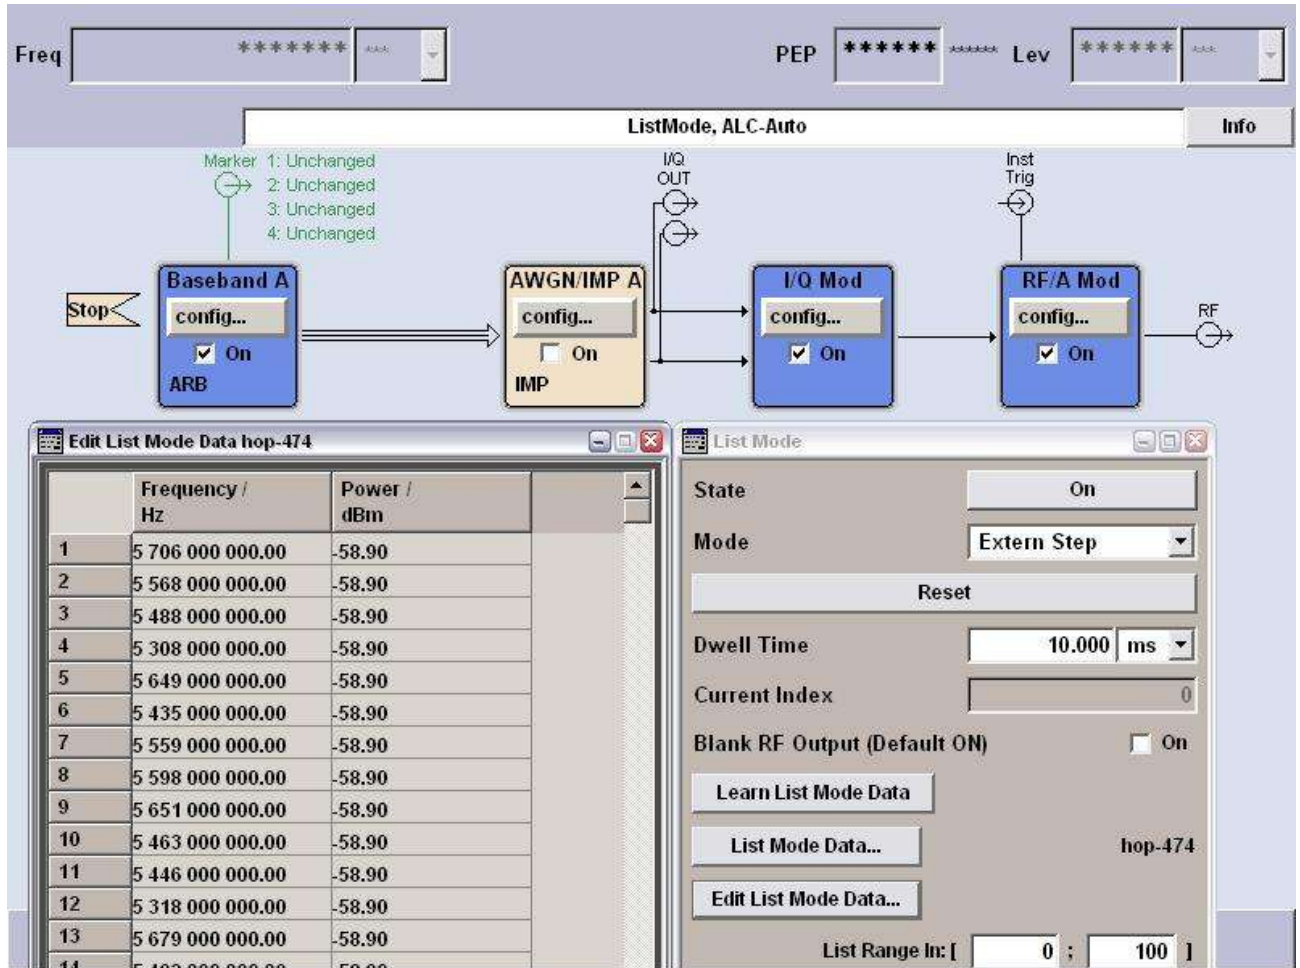 Freq ******* *** PEP ****** ****** Lev ****** ***
ListMode, ALC-Auto Info
Marker 1: Unchanged
2: Unchanged
3: Unchanged
4: Unchanged
I/Q
OUT
Inst
Trig
Stop
Baseband A
config...
On
ARB
AWGN/IMP A
config...
On
IMP
I/Q Mod
config...
On
RF/A Mod
config...
On
RF
Edit List Mode Data hop-474
Frequency / Power /
Hz dBm
1 5 706 000 000.00 -58.90
2 5 568 000 000.00 -58.90
3 5 488 000 000.00 -58.90
4 5 308 000 000.00 -58.90
5 5 649 000 000.00 -58.90
6 5 435 000 000.00 -58.90
7 5 559 000 000.00 -58.90
8 5 598 000 000.00 -58.90
9 5 651 000 000.00 -58.90
10 5 463 000 000.00 -58.90
11 5 446 000 000.00 -58.90
12 5 318 000 000.00 -58.90
13 5 679 000 000.00 -58.90
List Mode
State On
Mode Extern Step
Reset
Dwell Time 10.000 ms
Current Index 0
Blank RF Output (Default ON) On
Learn List Mode Data
List Mode Data... hop-474
Edit List Mode Data...
List Range In: [ 0 ; 100 ]